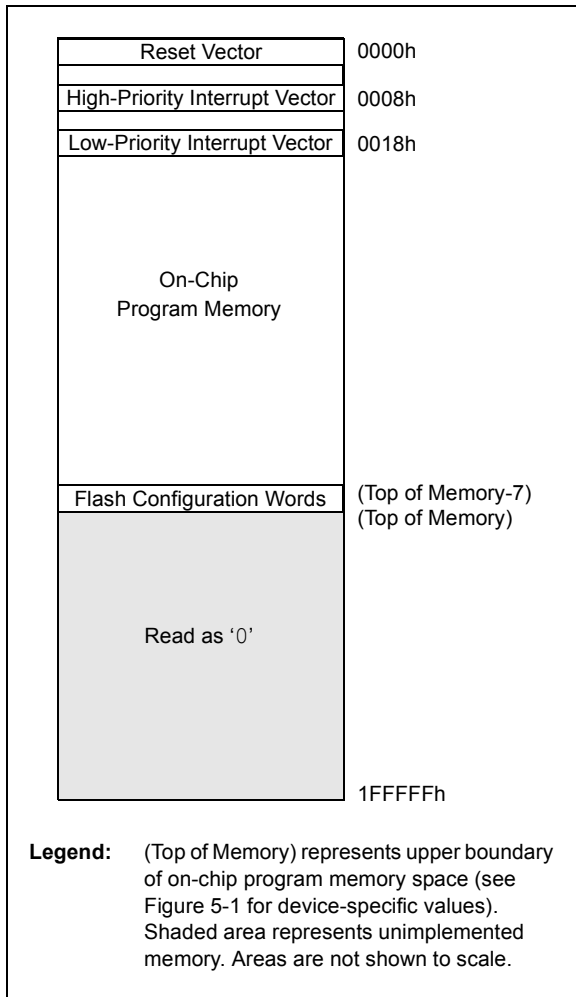 Reset Vector 0000h
High-Priority Interrupt Vector 0008h
Low-Priority Interrupt Vector 0018h
On-Chip
Program Memory
Flash Configuration Words (Top of Memory-7)
(Top of Memory)
Read as ‘0’
1FFFFFh
Legend: (Top of Memory) represents upper boundary
of on-chip program memory space (see
Figure 5-1 for device-specific values).
Shaded area represents unimplemented
memory. Areas are not shown to scale.